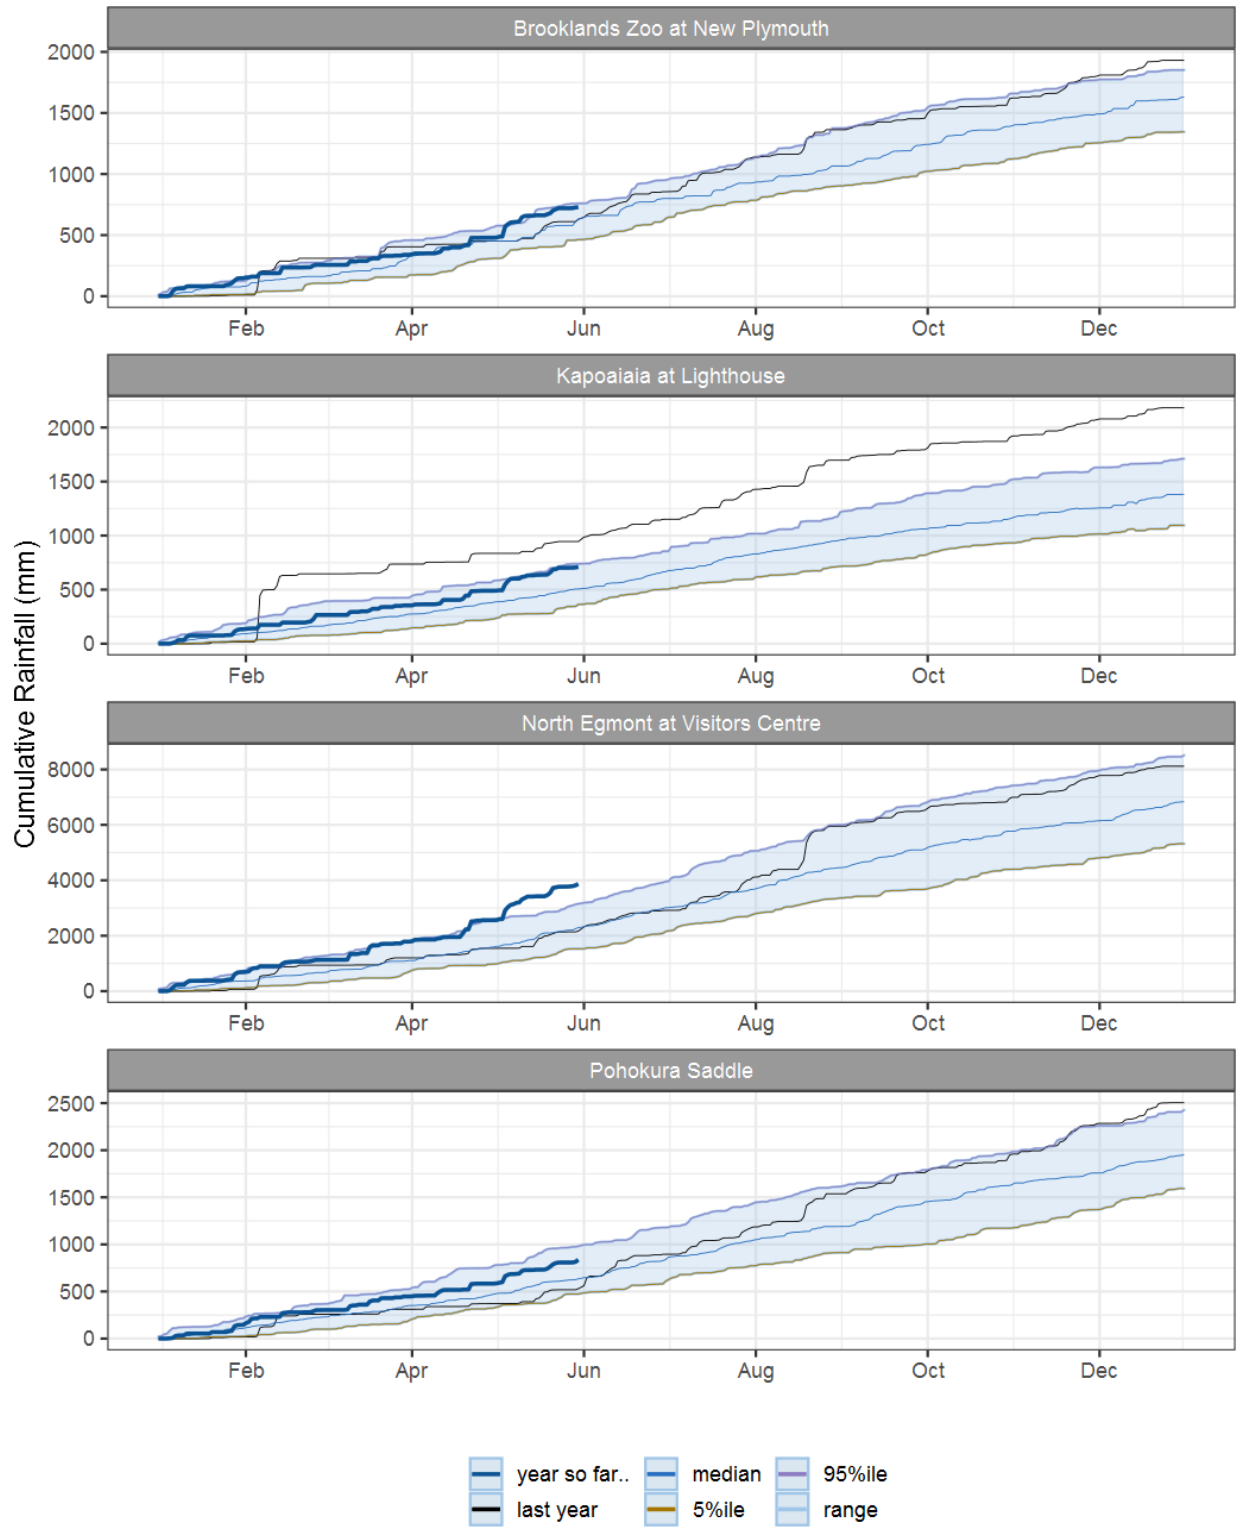 Brooklands Zoo at New Plymouth
2000
1500
1000
500
0
Feb Apr Jun Aug Oct Dec
Kapoaiaia at Lighthouse
2000
1500
1000
500
0
Feb Apr Jun Aug Oct Dec
North Egmont at Visitors Centre
8000
6000
4000
2000
0
Feb Apr Jun Aug Oct Dec
Pohokura Saddle
2500
2000
1500
1000
500
0
Feb Apr Jun Aug Oct Dec
Cumulative Rainfall (mm)
year so far.. median 95%ile
last year 5%ile range